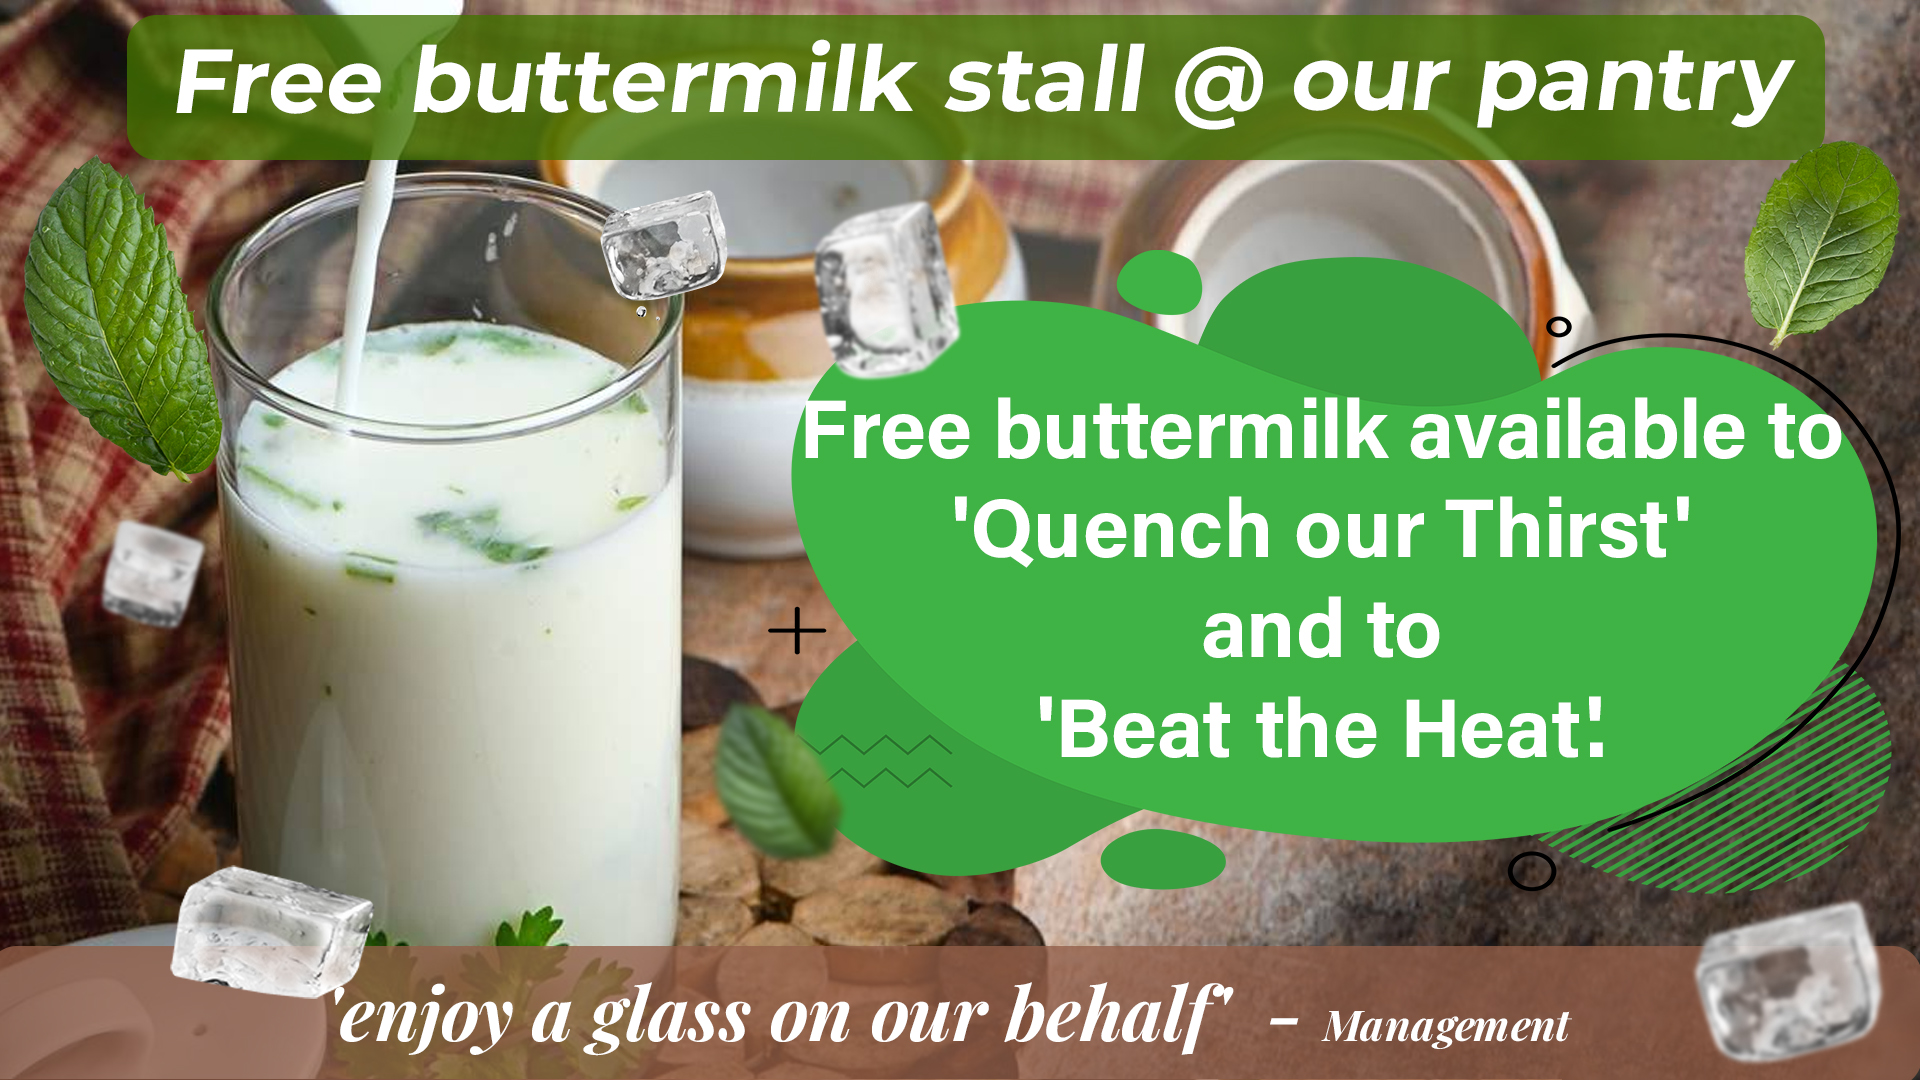 Free buttermilk stall @ our pantry
Free buttermilk available to
'Quench our Thirst'
and to
'Beat the Heat'.
'enjoy a glass on our behalf' – Management